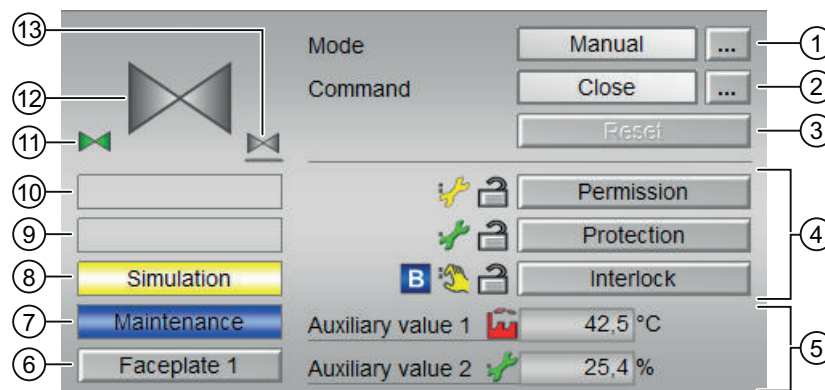 13
Mode Manual ... 1
12 Command Close ... 2
11 Reset 3
10 Permission
9 Protection 4
8 Simulation B Interlock
7 Maintenance Auxiliary value 1 42,5 °C
5
6 Faceplate 1 Auxiliary value 2 25,4 %